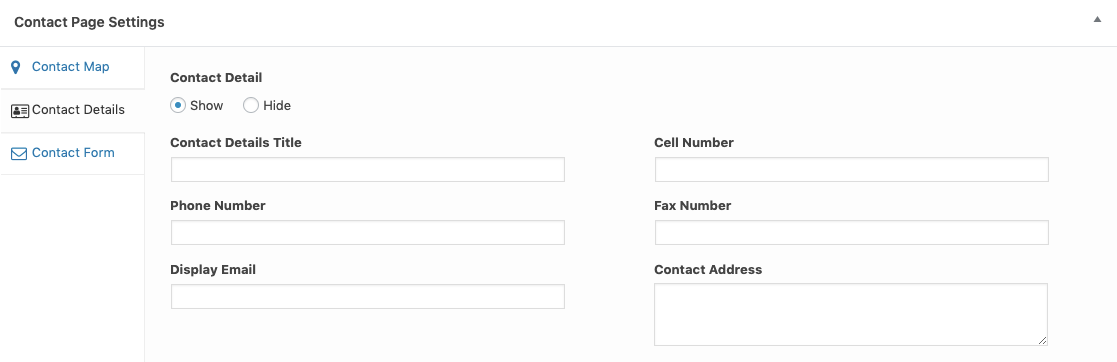 Contact Page Settings
Contact Map
Contact Details
Contact Form
Contact Detail
Show Hide
Contact Details Title
Cell Number
Phone Number
Fax Number
Display Email
Contact Address